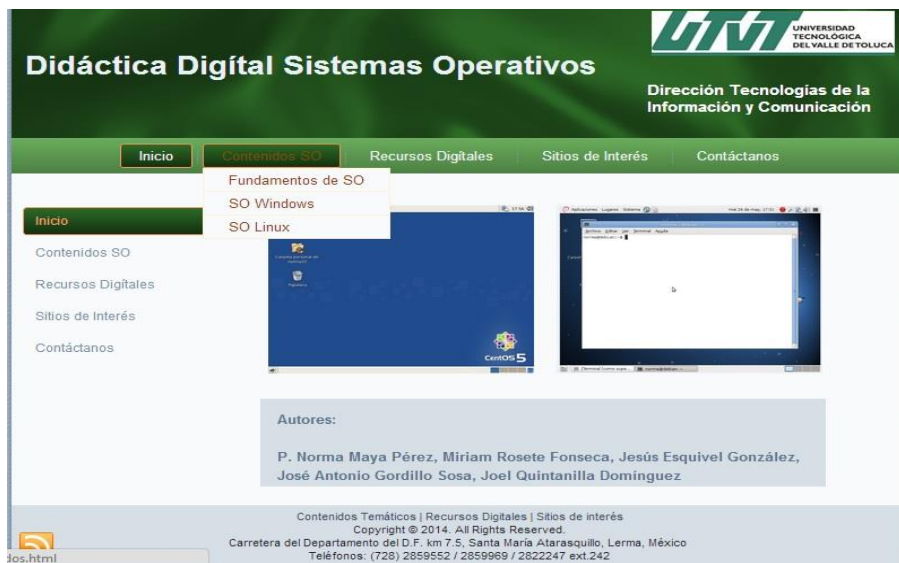 UTVT
UNIVERSIDAD
TECNOLÓGICA
DEL VALLE DE TOLUCA
Didáctica Digítal Sistemas Operativos
Dirección Tecnologías de la
Información y Comunicación
Inicio
Contenidos SO
Recursos Digítales
Sitios de Interés
Contáctanos
Fundamentos de SO
SO Windows
SO Linux
Inicio
Contenidos SO
Recursos Digítales
Sitios de Interés
Contáctanos
CentOS 5
Autores:
P. Norma Maya Pérez, Miriam Rosete Fonseca, Jesús Esquivel González,
José Antonio Gordillo Sosa, Joel Quintanilla Domínguez
Contenidos Temáticos | Recursos Digitales | Sitios de interés
Copyright © 2014. All Rights Reserved.
Carretera del Departamento del D.F. km 7.5, Santa María Atarasquillo, Lerma, México
Teléfonos: (728) 2859552 / 2859969 / 2822247 ext.242
dos.html